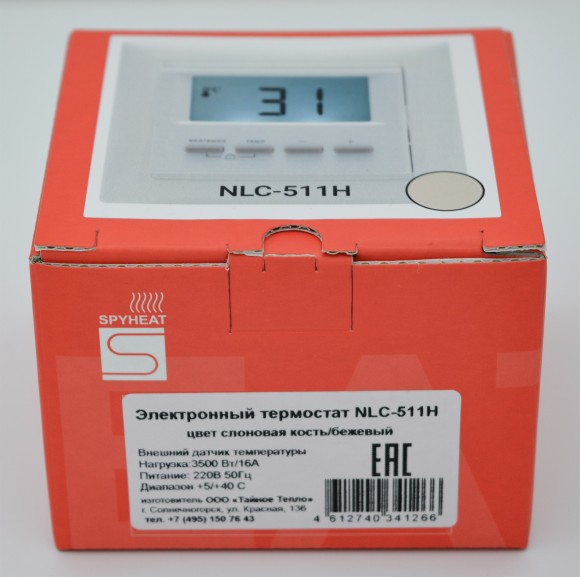 31
NLC-511H
SPYHEAT
Электронный термостат NLC-511H
цвет слоновая кость/бежевый
Внешний датчик температуры
Нагрузка:3500 Вт/16А
Питание: 220В 50Гц
Диапазон +5/+40 С
изготовитель ООО «Тайное Тепло»
г. Солнечногорск, ул. Красная, 136
тел. +7 (495) 150 76 43
EAC
4 612740 341266